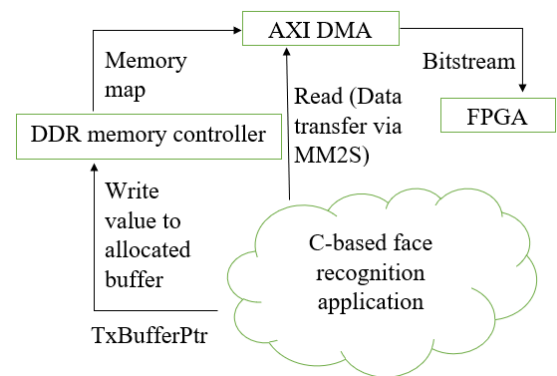 AXI DMA
Memory
map
Bitstream
Read (Data
transfer via
MM2S)
FPGA
DDR memory controller
Write
value to
allocated
buffer
C-based face
recognition
application
TxBufferPtr